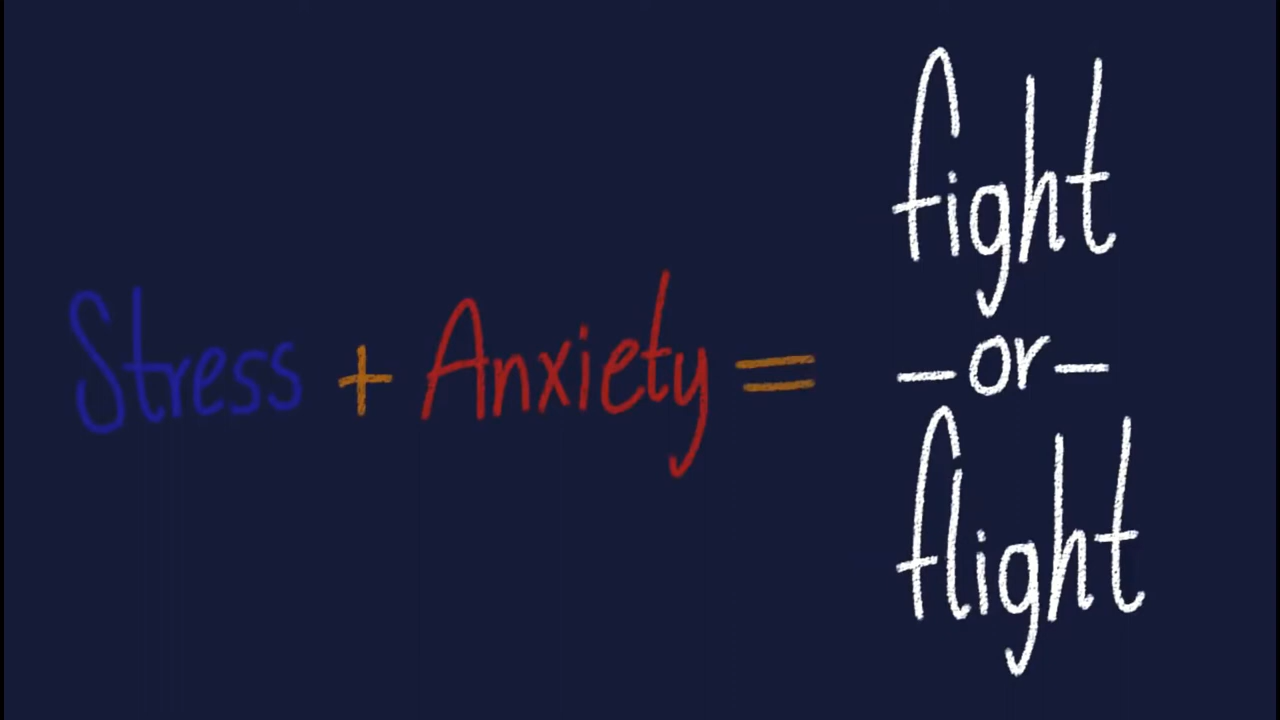 Stress + Anxiety =
fight
-or-
flight